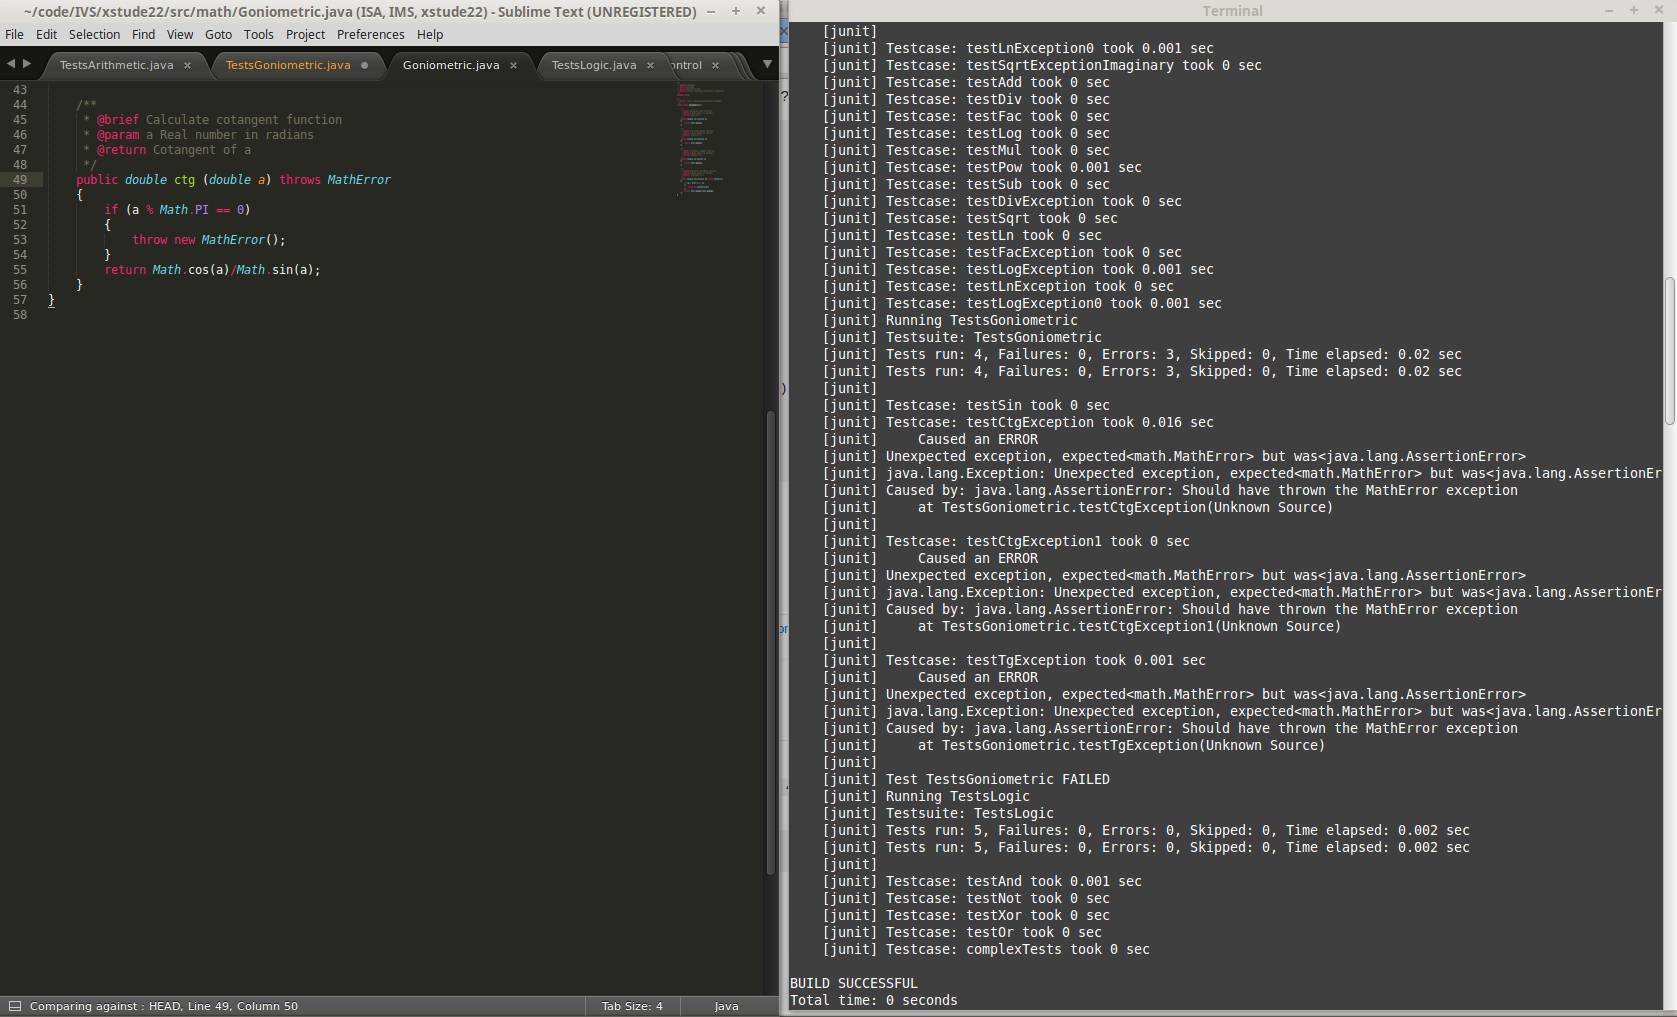 ~/code/IVS/xstude22/src/math/Goniometric.java (ISA, IMS, xstude22) - Sublime Text (UNREGISTERED)
File Edit Selection Find View Goto Tools Project Preferences Help
TestsArithmetic.java
TestsGoniometric.java
Goniometric.java
TestsLogic.java
ontrol
43
44 /**
45 * @brief Calculate cotangent function
46 * @param a Real number in radians
47 * @return Cotangent of a
48 */
49 public double ctg (double a) throws MathError
50 {
51 if (a % Math.PI == 0)
52 {
53 throw new MathError();
54 }
55 return Math.cos(a)/Math.sin(a);
56 }
57 }
58
Comparing against : HEAD, Line 49, Column 50
Tab Size: 4
Java
?
)
or
Terminal
[junit]
[junit] Testcase: testLnException0 took 0.001 sec
[junit] Testcase: testSqrtExceptionImaginary took 0 sec
[junit] Testcase: testAdd took 0 sec
[junit] Testcase: testDiv took 0 sec
[junit] Testcase: testFac took 0 sec
[junit] Testcase: testLog took 0 sec
[junit] Testcase: testMul took 0 sec
[junit] Testcase: testPow took 0.001 sec
[junit] Testcase: testSub took 0 sec
[junit] Testcase: testDivException took 0 sec
[junit] Testcase: testSqrt took 0 sec
[junit] Testcase: testLn took 0 sec
[junit] Testcase: testFacException took 0 sec
[junit] Testcase: testLogException took 0.001 sec
[junit] Testcase: testLnException took 0 sec
[junit] Testcase: testLogException0 took 0.001 sec
[junit] Running TestsGoniometric
[junit] Testsuite: TestsGoniometric
[junit] Tests run: 4, Failures: 0, Errors: 3, Skipped: 0, Time elapsed: 0.02 sec
[junit] Tests run: 4, Failures: 0, Errors: 3, Skipped: 0, Time elapsed: 0.02 sec
[junit]
[junit] Testcase: testSin took 0 sec
[junit] Testcase: testCtgException took 0.016 sec
[junit] Caused an ERROR
[junit] Unexpected exception, expected<math.MathError> but was<java.lang.AssertionError>
[junit] java.lang.Exception: Unexpected exception, expected<math.MathError> but was<java.lang.AssertionEr
[junit] Caused by: java.lang.AssertionError: Should have thrown the MathError exception
[junit] at TestsGoniometric.testCtgException(Unknown Source)
[junit]
[junit] Testcase: testCtgException1 took 0 sec
[junit] Caused an ERROR
[junit] Unexpected exception, expected<math.MathError> but was<java.lang.AssertionError>
[junit] java.lang.Exception: Unexpected exception, expected<math.MathError> but was<java.lang.AssertionEr
[junit] Caused by: java.lang.AssertionError: Should have thrown the MathError exception
[junit] at TestsGoniometric.testCtgException1(Unknown Source)
[junit]
[junit] Testcase: testTgException took 0.001 sec
[junit] Caused an ERROR
[junit] Unexpected exception, expected<math.MathError> but was<java.lang.AssertionError>
[junit] java.lang.Exception: Unexpected exception, expected<math.MathError> but was<java.lang.AssertionEr
[junit] Caused by: java.lang.AssertionError: Should have thrown the MathError exception
[junit] at TestsGoniometric.testTgException(Unknown Source)
[junit]
[junit] Test TestsGoniometric FAILED
[junit] Running TestsLogic
[junit] Testsuite: TestsLogic
[junit] Tests run: 5, Failures: 0, Errors: 0, Skipped: 0, Time elapsed: 0.002 sec
[junit] Tests run: 5, Failures: 0, Errors: 0, Skipped: 0, Time elapsed: 0.002 sec
[junit]
[junit] Testcase: testAnd took 0.001 sec
[junit] Testcase: testNot took 0 sec
[junit] Testcase: testXor took 0 sec
[junit] Testcase: testOr took 0 sec
[junit] Testcase: complexTests took 0 sec
BUILD SUCCESSFUL
Total time: 0 seconds